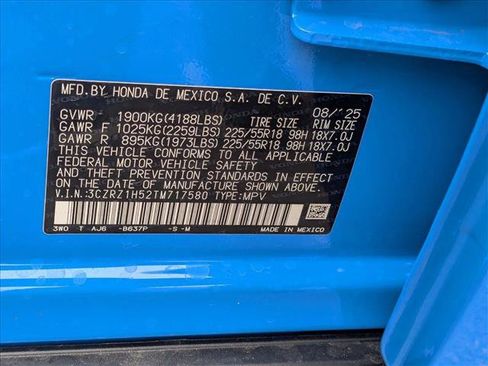 MFD.BY HONDA DE MEXICO S.A. DE C.V.
08/'25
GVWR 1900KG(4188LBS) TIRE SIZE RIM SIZE
GAWR F 1025KG(2259LBS) 225/55R18 98H 18X7.0J
GAWR R 895KG(1973LBS) 225/55R18 98H 18X7.0J
THIS VEHICLE CONFORMS TO ALL APPLICABLE
FEDERAL MOTOR VEHICLE SAFETY, BUMPER,
AND THEFT PREVENTION STANDARDS IN EFFECT
ON THE DATE OF MANUFACTURE SHOWN ABOVE.
V.I.N.:3CZRZ1H52TM717580 TYPE:MPV
3W0 T AJ6 -B637P -S-M
MADE IN MEXICO